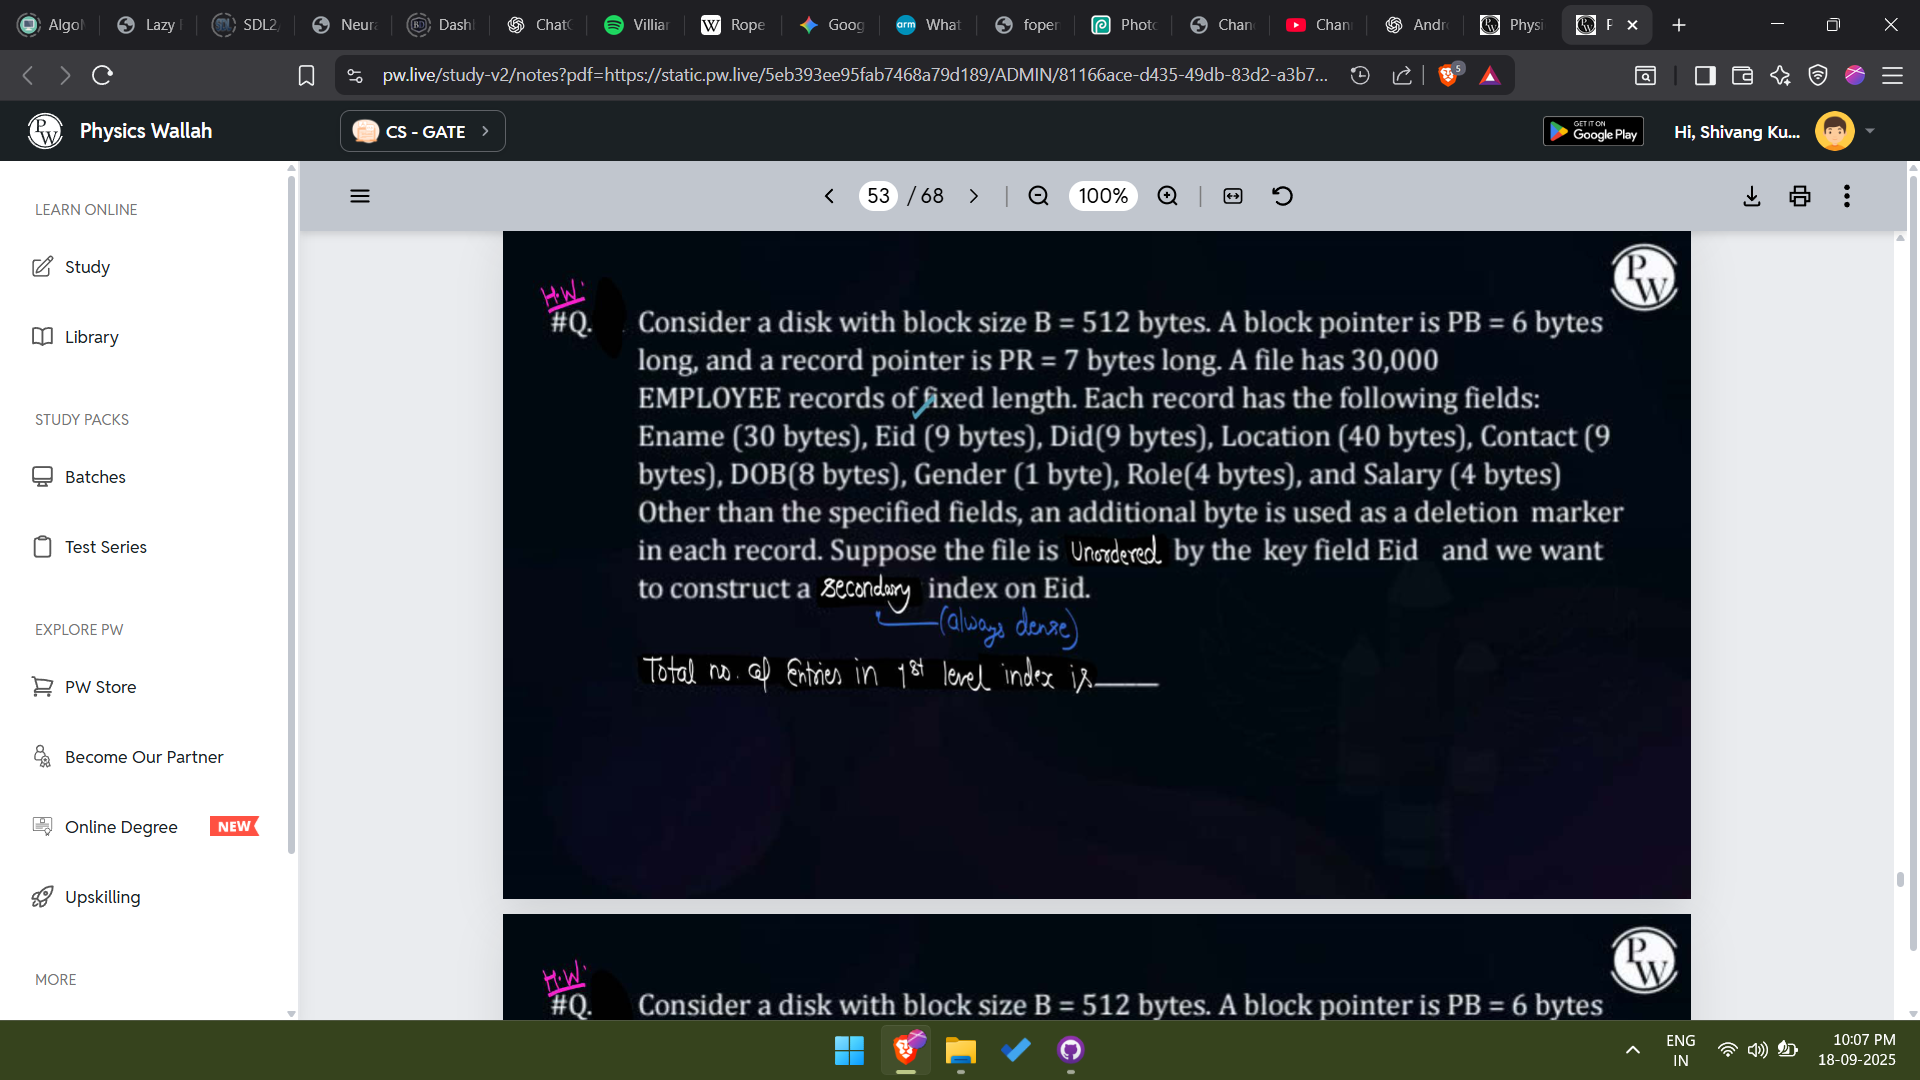 AlgoM
Lazy
SDL2
Neura
Dashl
ChatG
Villiar
Rope
Goog
What
foper
Photo
Chan
Chan
Andro
Physi
P
pw.live/study-v2/notes?pdf=https://static.pw.live/5eb393ee95fab7468a79d189/ADMIN/81166ace-d435-49db-83d2-a3b7...
5
Physics Wallah
CS - GATE
GET IT ON
Google Play
Hi, Shivang Ku...
LEARN ONLINE
Study
Library
STUDY PACKS
Batches
Test Series
EXPLORE PW
PW Store
Become Our Partner
Online Degree NEW
Upskilling
MORE
53 / 68
100%
PW
H.W.
#Q. Consider a disk with block size B = 512 bytes. A block pointer is PB = 6 bytes
long, and a record pointer is PR = 7 bytes long. A file has 30,000
EMPLOYEE records of fixed length. Each record has the following fields:
Ename (30 bytes), Eid (9 bytes), Did(9 bytes), Location (40 bytes), Contact (9
bytes), DOB(8 bytes), Gender (1 byte), Role(4 bytes), and Salary (4 bytes)
Other than the specified fields, an additional byte is used as a deletion marker
in each record. Suppose the file is Unordered by the key field Eid and we want
to construct a secondary index on Eid.
(always dense)
Total no. of Entries in 1st level index is____
PW
H.W.
#Q. Consider a disk with block size B = 512 bytes. A block pointer is PB = 6 bytes
ENG
IN
10:07 PM
18-09-2025